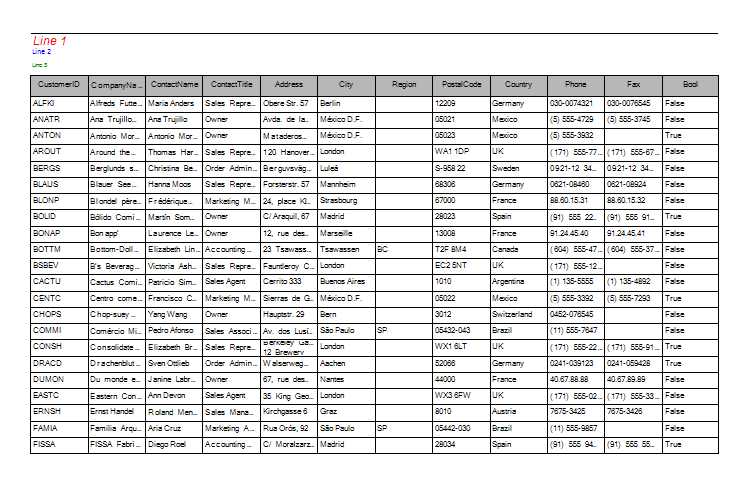 Line 1
Line 2
Line 3
CustomerID CompanyNa... ContactName ContactTitle Address City Region PostalCode Country Phone Fax Bool
ALFKI Alfreds Futte... Maria Anders Sales Repre... Obere Str. 57 Berlin 12209 Germany 030-0074321 030-0076545 False
ANATR Ana Trujillo... Ana Trujillo Owner Avda. de la... México D.F. 05021 Mexico (5) 555-4729 (5) 555-3745 False
ANTON Antonio Mor... Antonio Mor... Owner Mataderos... México D.F. 05023 Mexico (5) 555-3932 True
AROUT Around the... Thomas Har... Sales Repre... 120 Hanover... London WA1 1DP UK (171) 555-77... (171) 555-67... False
BERGS Berglunds s... Christina Be... Order Admin... Berguvsväg... Luleå S-958 22 Sweden 0921-12 34... 0921-12 34... False
BLAUS Blauer See... Hanna Moos Sales Repre... Forsterstr. 57 Mannheim 68306 Germany 0621-08460 0621-08924 False
BLONP Blondel père... Frédérique... Marketing M... 24, place Kl... Strasbourg 67000 France 88.60.15.31 88.60.15.32 False
BOLID Bólido Comi... Martín Som... Owner C/ Araquil, 67 Madrid 28023 Spain (91) 555 22... (91) 555 91... True
BONAP Bon app' Laurence Le... Owner 12, rue des... Marseille 13008 France 91.24.45.40 91.24.45.41 False
BOTTM Bottom-Doll... Elizabeth Lin... Accounting... 23 Tsawass... Tsawassen BC T2F 8M4 Canada (604) 555-47... (604) 555-37... False
BSBEV B's Beverag... Victoria Ash... Sales Repre... Fauntleroy C... London EC2 5NT UK (171) 555-12... False
CACTU Cactus Comi... Patricio Sim... Sales Agent Cerrito 333 Buenos Aires 1010 Argentina (1) 135-5555 (1) 135-4892 False
CENTC Centro come... Francisco C... Marketing M... Sierras de G... México D.F. 05022 Mexico (5) 555-3392 (5) 555-7293 True
CHOPS Chop-suey... Yang Wang Owner Hauptstr. 29 Bern 3012 Switzerland 0452-076545 False
COMMI Comércio Mi... Pedro Afonso Sales Associ... Av. dos Lusí... São Paulo SP 05432-043 Brazil (11) 555-7647 False
CONSH Consolidate... Elizabeth Br... Sales Repre... Berkeley Ga... 12 Brewery London WX1 6LT UK (171) 555-22... (171) 555-91... True
DRACD Drachenblut... Sven Ottlieb Order Admin... Walserweg... Aachen 52066 Germany 0241-039123 0241-059428 True
DUMON Du monde e... Janine Labr... Owner 67, rue des... Nantes 44000 France 40.67.88.88 40.67.89.89 False
EASTC Eastern Con... Ann Devon Sales Agent 35 King Geo... London WX3 6FW UK (171) 555-02... (171) 555-33... False
ERNSH Ernst Handel Roland Men... Sales Mana... Kirchgasse 6 Graz 8010 Austria 7675-3425 7675-3426 False
FAMIA Familia Arqu... Aria Cruz Marketing A... Rua Orós, 92 São Paulo SP 05442-030 Brazil (11) 555-9857 False
FISSA FISSA Fabri... Diego Roel Accounting... C/ Moralzarz... Madrid 28034 Spain (91) 555 94... (91) 555 55... True